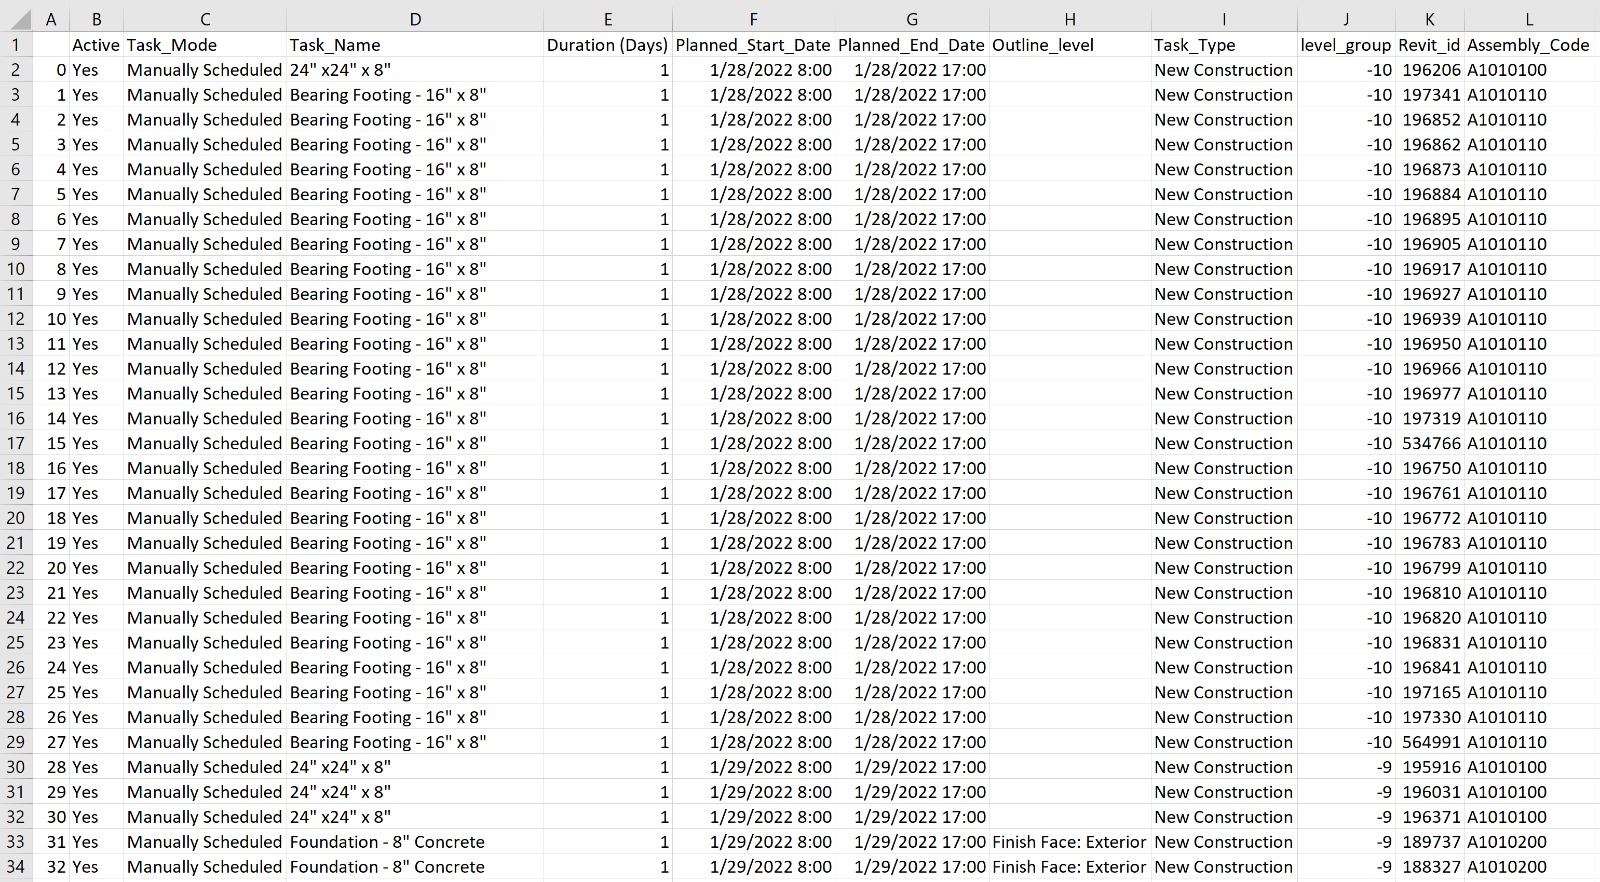 A B C D E F G H I J K L
1 Active Task_Mode Task_Name Duration (Days) Planned_Start_Date Planned_End_Date Outline_level Task_Type level_group Revit_id Assembly_Code
2 0 Yes Manually Scheduled 24" x24" x 8" 1 1/28/2022 8:00 1/28/2022 17:00 New Construction -10 196206 A1010100
3 1 Yes Manually Scheduled Bearing Footing - 16" x 8" 1 1/28/2022 8:00 1/28/2022 17:00 New Construction -10 197341 A1010110
4 2 Yes Manually Scheduled Bearing Footing - 16" x 8" 1 1/28/2022 8:00 1/28/2022 17:00 New Construction -10 196852 A1010110
5 3 Yes Manually Scheduled Bearing Footing - 16" x 8" 1 1/28/2022 8:00 1/28/2022 17:00 New Construction -10 196862 A1010110
6 4 Yes Manually Scheduled Bearing Footing - 16" x 8" 1 1/28/2022 8:00 1/28/2022 17:00 New Construction -10 196873 A1010110
7 5 Yes Manually Scheduled Bearing Footing - 16" x 8" 1 1/28/2022 8:00 1/28/2022 17:00 New Construction -10 196884 A1010110
8 6 Yes Manually Scheduled Bearing Footing - 16" x 8" 1 1/28/2022 8:00 1/28/2022 17:00 New Construction -10 196895 A1010110
9 7 Yes Manually Scheduled Bearing Footing - 16" x 8" 1 1/28/2022 8:00 1/28/2022 17:00 New Construction -10 196905 A1010110
10 8 Yes Manually Scheduled Bearing Footing - 16" x 8" 1 1/28/2022 8:00 1/28/2022 17:00 New Construction -10 196917 A1010110
11 9 Yes Manually Scheduled Bearing Footing - 16" x 8" 1 1/28/2022 8:00 1/28/2022 17:00 New Construction -10 196927 A1010110
12 10 Yes Manually Scheduled Bearing Footing - 16" x 8" 1 1/28/2022 8:00 1/28/2022 17:00 New Construction -10 196939 A1010110
13 11 Yes Manually Scheduled Bearing Footing - 16" x 8" 1 1/28/2022 8:00 1/28/2022 17:00 New Construction -10 196950 A1010110
14 12 Yes Manually Scheduled Bearing Footing - 16" x 8" 1 1/28/2022 8:00 1/28/2022 17:00 New Construction -10 196966 A1010110
15 13 Yes Manually Scheduled Bearing Footing - 16" x 8" 1 1/28/2022 8:00 1/28/2022 17:00 New Construction -10 196977 A1010110
16 14 Yes Manually Scheduled Bearing Footing - 16" x 8" 1 1/28/2022 8:00 1/28/2022 17:00 New Construction -10 197319 A1010110
17 15 Yes Manually Scheduled Bearing Footing - 16" x 8" 1 1/28/2022 8:00 1/28/2022 17:00 New Construction -10 534766 A1010110
18 16 Yes Manually Scheduled Bearing Footing - 16" x 8" 1 1/28/2022 8:00 1/28/2022 17:00 New Construction -10 196750 A1010110
19 17 Yes Manually Scheduled Bearing Footing - 16" x 8" 1 1/28/2022 8:00 1/28/2022 17:00 New Construction -10 196761 A1010110
20 18 Yes Manually Scheduled Bearing Footing - 16" x 8" 1 1/28/2022 8:00 1/28/2022 17:00 New Construction -10 196772 A1010110
21 19 Yes Manually Scheduled Bearing Footing - 16" x 8" 1 1/28/2022 8:00 1/28/2022 17:00 New Construction -10 196783 A1010110
22 20 Yes Manually Scheduled Bearing Footing - 16" x 8" 1 1/28/2022 8:00 1/28/2022 17:00 New Construction -10 196799 A1010110
23 21 Yes Manually Scheduled Bearing Footing - 16" x 8" 1 1/28/2022 8:00 1/28/2022 17:00 New Construction -10 196810 A1010110
24 22 Yes Manually Scheduled Bearing Footing - 16" x 8" 1 1/28/2022 8:00 1/28/2022 17:00 New Construction -10 196820 A1010110
25 23 Yes Manually Scheduled Bearing Footing - 16" x 8" 1 1/28/2022 8:00 1/28/2022 17:00 New Construction -10 196831 A1010110
26 24 Yes Manually Scheduled Bearing Footing - 16" x 8" 1 1/28/2022 8:00 1/28/2022 17:00 New Construction -10 196841 A1010110
27 25 Yes Manually Scheduled Bearing Footing - 16" x 8" 1 1/28/2022 8:00 1/28/2022 17:00 New Construction -10 197165 A1010110
28 26 Yes Manually Scheduled Bearing Footing - 16" x 8" 1 1/28/2022 8:00 1/28/2022 17:00 New Construction -10 197330 A1010110
29 27 Yes Manually Scheduled Bearing Footing - 16" x 8" 1 1/28/2022 8:00 1/28/2022 17:00 New Construction -10 564991 A1010110
30 28 Yes Manually Scheduled 24" x24" x 8" 1 1/29/2022 8:00 1/29/2022 17:00 New Construction -9 195916 A1010100
31 29 Yes Manually Scheduled 24" x24" x 8" 1 1/29/2022 8:00 1/29/2022 17:00 New Construction -9 196031 A1010100
32 30 Yes Manually Scheduled 24" x24" x 8" 1 1/29/2022 8:00 1/29/2022 17:00 New Construction -9 196371 A1010100
33 31 Yes Manually Scheduled Foundation - 8" Concrete 1 1/29/2022 8:00 1/29/2022 17:00 Finish Face: Exterior New Construction -9 189737 A1010200
34 32 Yes Manually Scheduled Foundation - 8" Concrete 1 1/29/2022 8:00 1/29/2022 17:00 Finish Face: Exterior New Construction -9 188327 A1010200